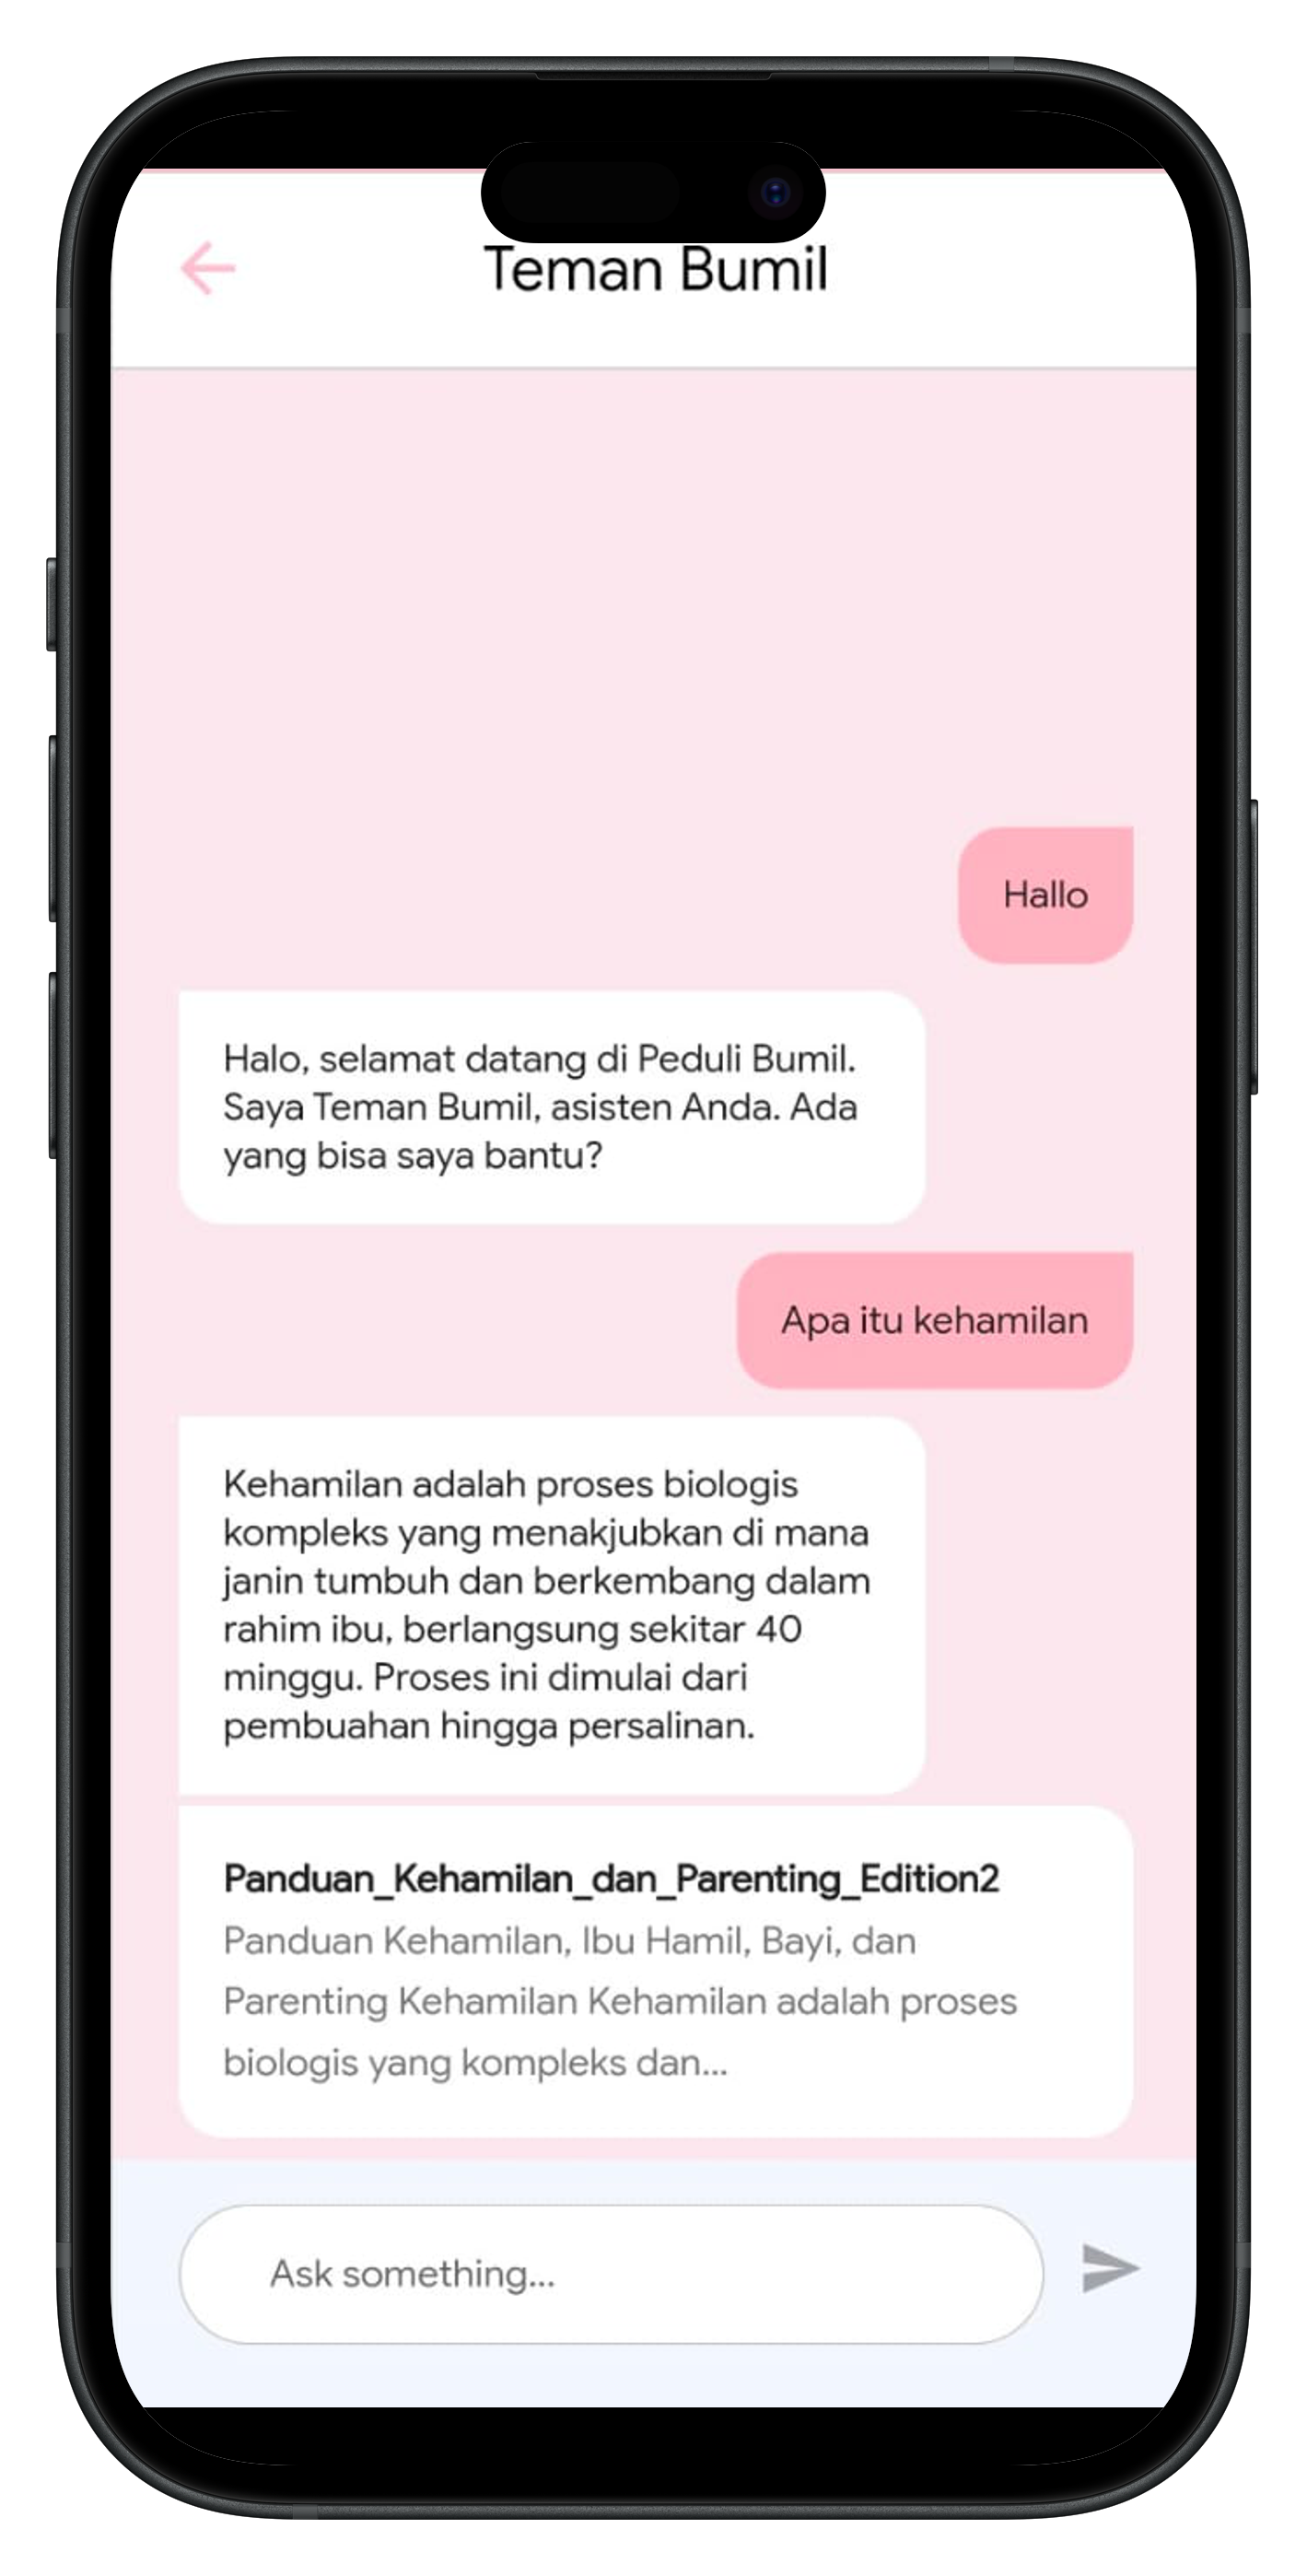 Teman Bumil
Hallo
Halo, selamat datang di Peduli Bumil.
Saya Teman Bumil, asisten Anda. Ada
yang bisa saya bantu?
Apa itu kehamilan
Kehamilan adalah proses biologis
kompleks yang menakjubkan di mana
janin tumbuh dan berkembang dalam
rahim ibu, berlangsung sekitar 40
minggu. Proses ini dimulai dari
pembuahan hingga persalinan.
Panduan_Kehamilan_dan_Parenting_Edition2
Panduan Kehamilan, Ibu Hamil, Bayi, dan
Parenting Kehamilan Kehamilan adalah proses
biologis yang kompleks dan...
Ask something...